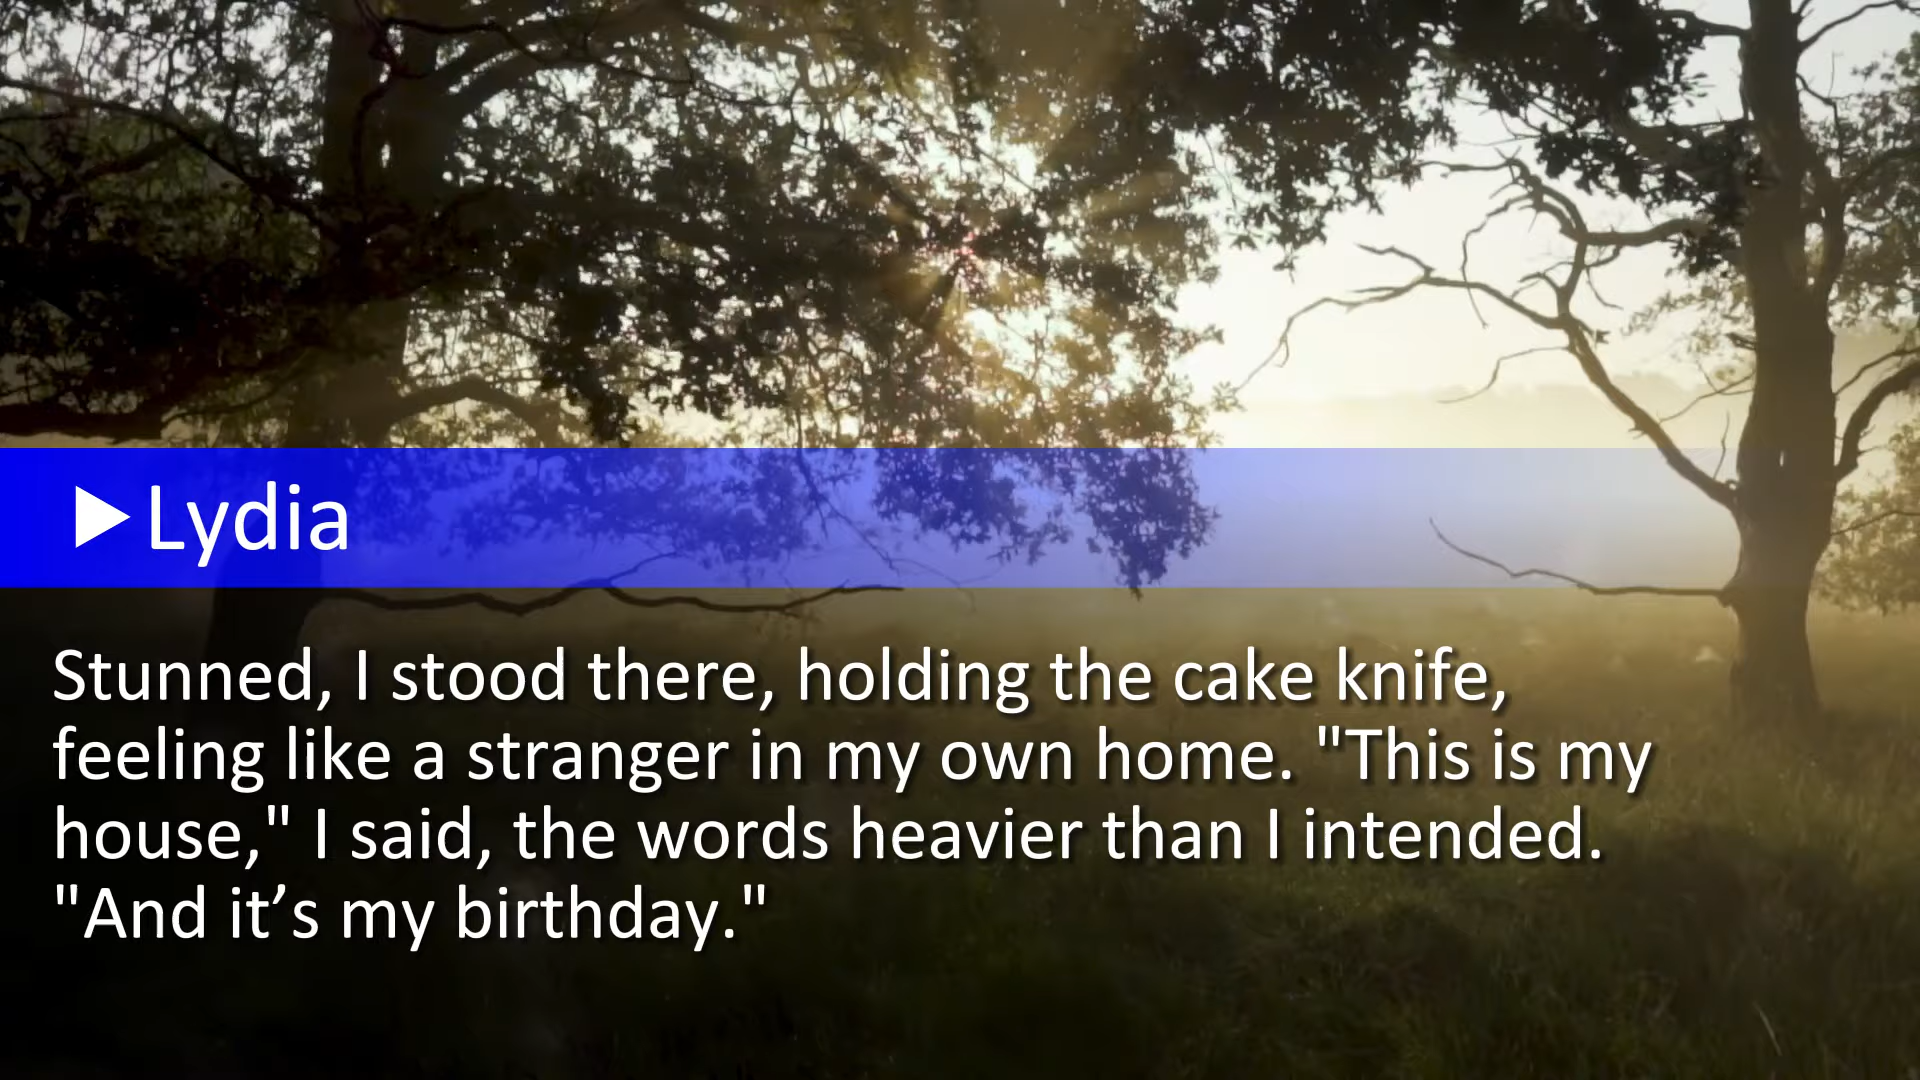 Lydia
Stunned, I stood there, holding the cake knife,
feeling like a stranger in my own home. "This is my
house," I said, the words heavier than I intended.
"And it’s my birthday."